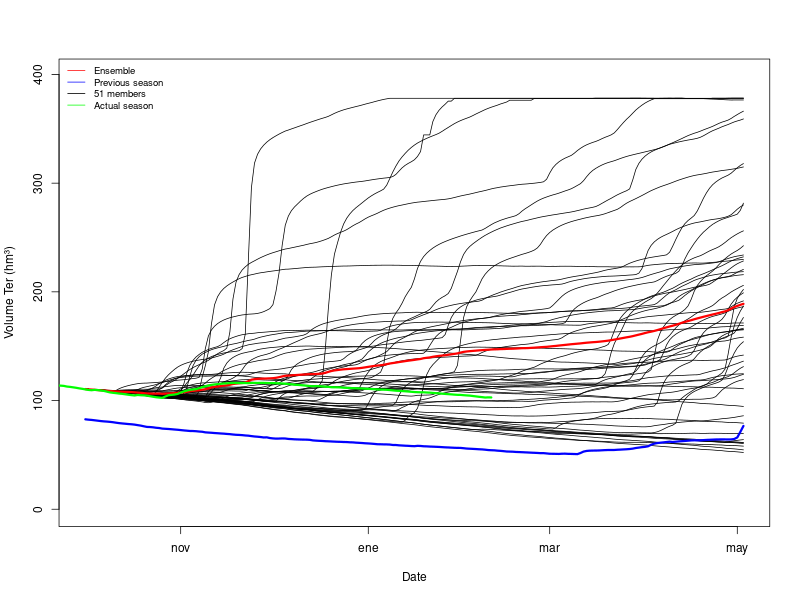 Ensemble
Previous season
51 members
Actual season
400
300
200
100
0
Volume Ter (hm³)
nov
ene
mar
may
Date